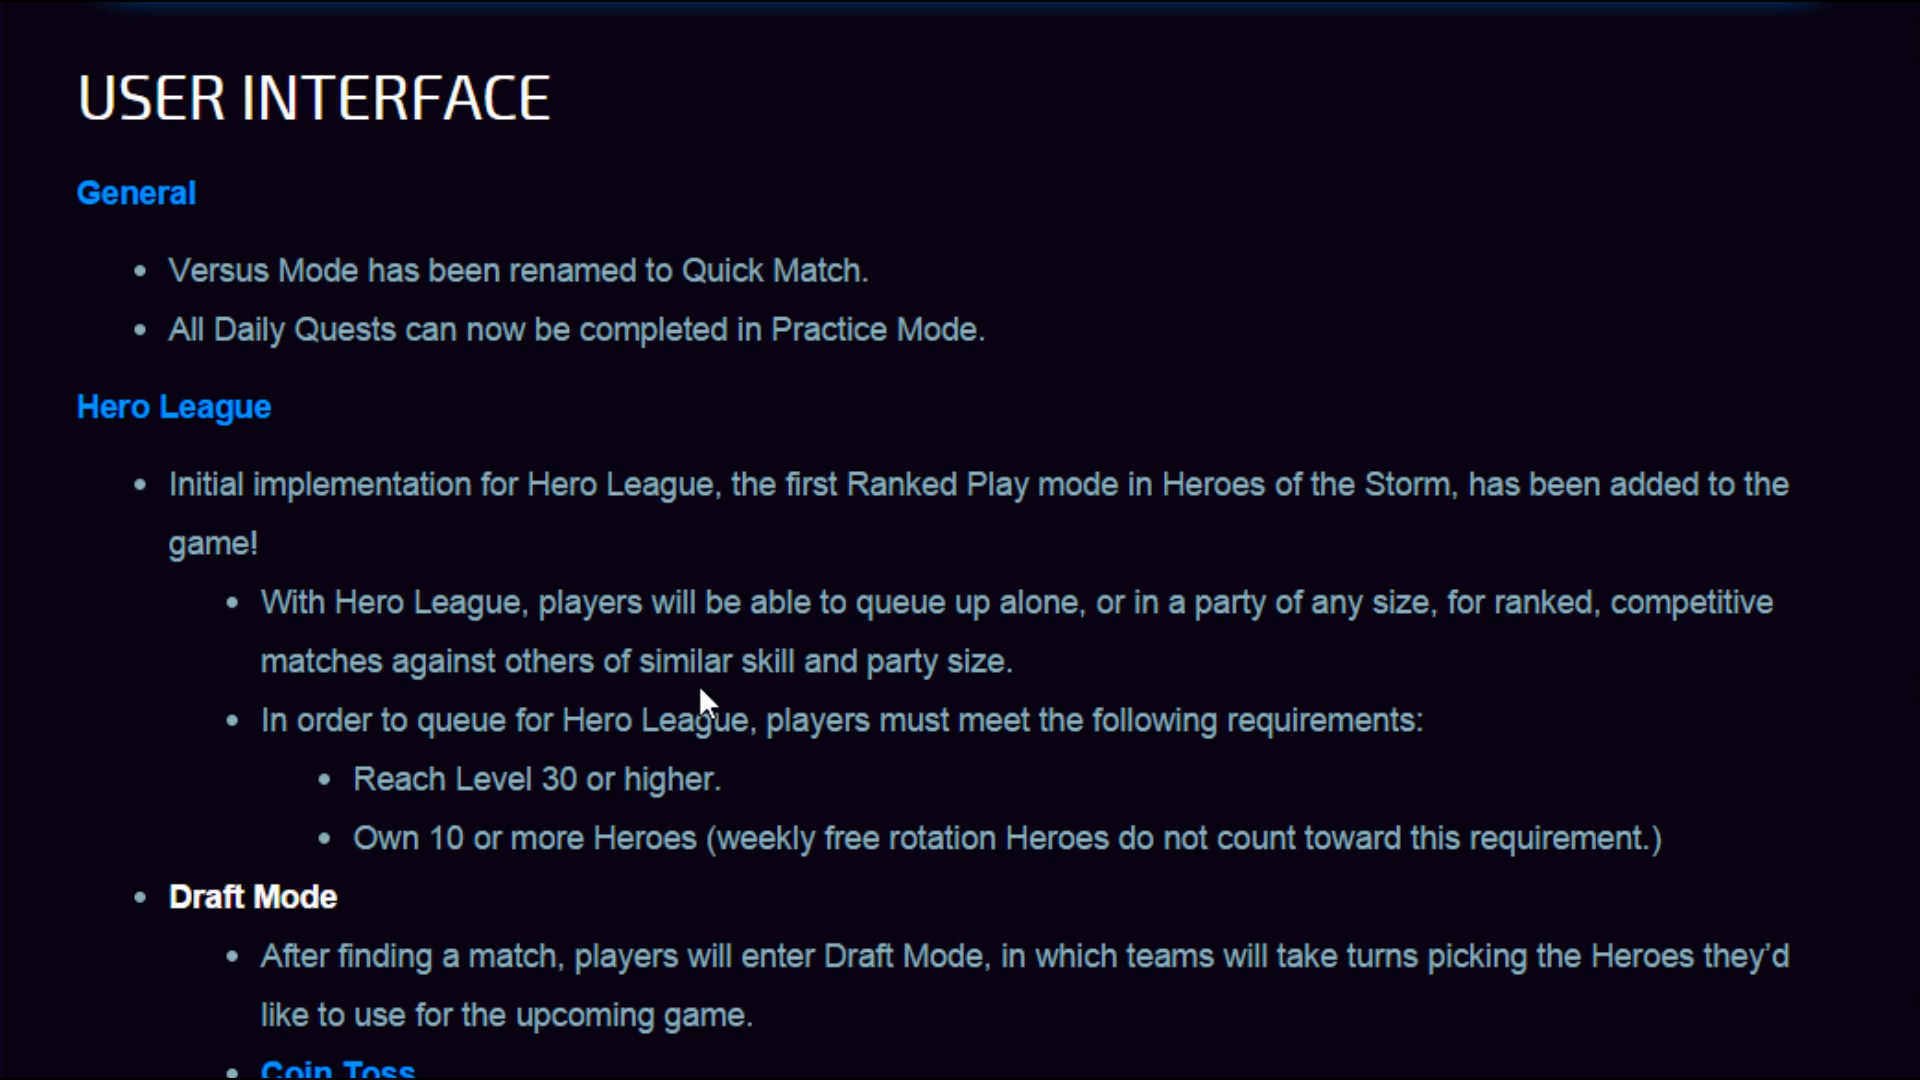 USER INTERFACE
General
• Versus Mode has been renamed to Quick Match.
• All Daily Quests can now be completed in Practice Mode.
Hero League
• Initial implementation for Hero League, the first Ranked Play mode in Heroes of the Storm, has been added to the
game!
• With Hero League, players will be able to queue up alone, or in a party of any size, for ranked, competitive
matches against others of similar skill and party size.
• In order to queue for Hero League, players must meet the following requirements:
• Reach Level 30 or higher.
• Own 10 or more Heroes (weekly free rotation Heroes do not count toward this requirement.)
• Draft Mode
• After finding a match, players will enter Draft Mode, in which teams will take turns picking the Heroes they’d
like to use for the upcoming game.
• Coin Toss